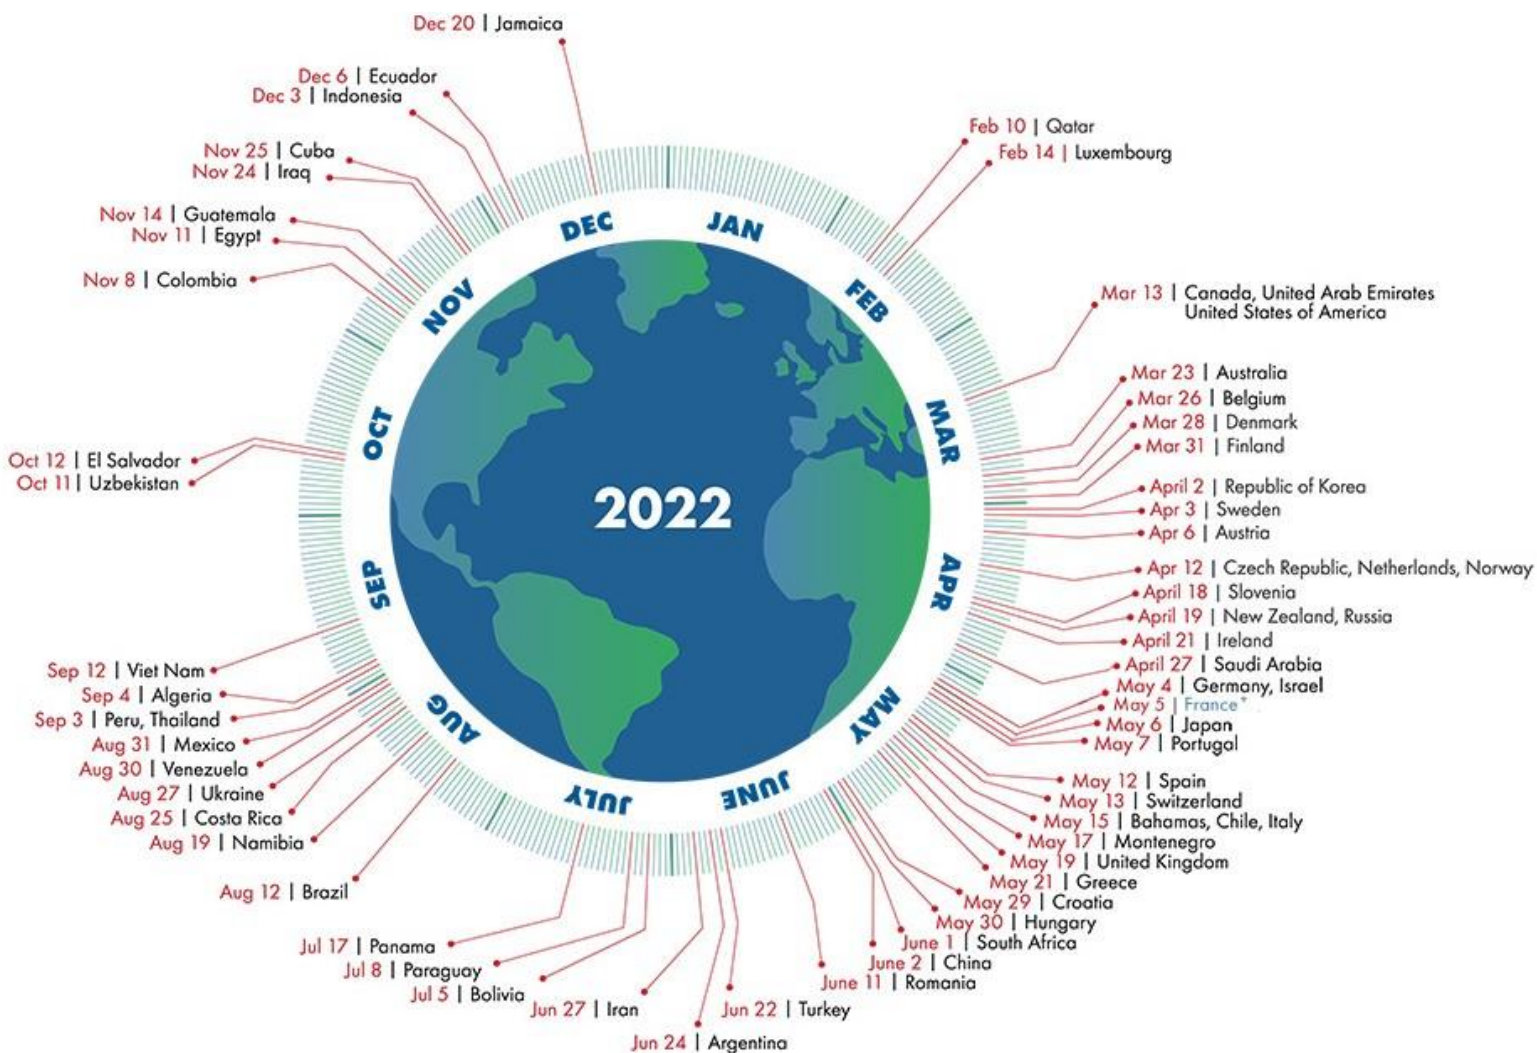 Dec 20 | Jamaica
Dec 6 | Ecuador
Dec 3 | Indonesia
Nov 25 | Cuba
Nov 24 | Iraq
Nov 14 | Guatemala
Nov 11 | Egypt
Nov 8 | Colombia
Oct 12 | El Salvador
Oct 11 | Uzbekistan
Sep 12 | Viet Nam
Sep 4 | Algeria
Sep 3 | Peru, Thailand
Aug 31 | Mexico
Aug 30 | Venezuela
Aug 27 | Ukraine
Aug 25 | Costa Rica
Aug 19 | Namibia
Aug 12 | Brazil
Jul 17 | Panama
Jul 8 | Paraguay
Jul 5 | Bolivia
Jun 27 | Iran
Jun 24 | Argentina
Jun 22 | Turkey
Feb 10 | Qatar
Feb 14 | Luxembourg
Mar 13 | Canada, United Arab Emirates
United States of America
Mar 23 | Australia
Mar 26 | Belgium
Mar 28 | Denmark
Mar 31 | Finland
April 2 | Republic of Korea
Apr 3 | Sweden
Apr 6 | Austria
Apr 12 | Czech Republic, Netherlands, Norway
April 18 | Slovenia
April 19 | New Zealand, Russia
April 21 | Ireland
April 27 | Saudi Arabia
May 4 | Germany, Israel
May 5 | France*
May 6 | Japan
May 7 | Portugal
May 12 | Spain
May 13 | Switzerland
May 15 | Bahamas, Chile, Italy
May 17 | Montenegro
May 19 | United Kingdom
May 21 | Greece
May 29 | Croatia
May 30 | Hungary
June 1 | South Africa
June 2 | China
June 11 | Romania
JAN
FEB
MAR
APR
MAY
JUNE
JULY
AUG
SEP
OCT
NOV
DEC
2022